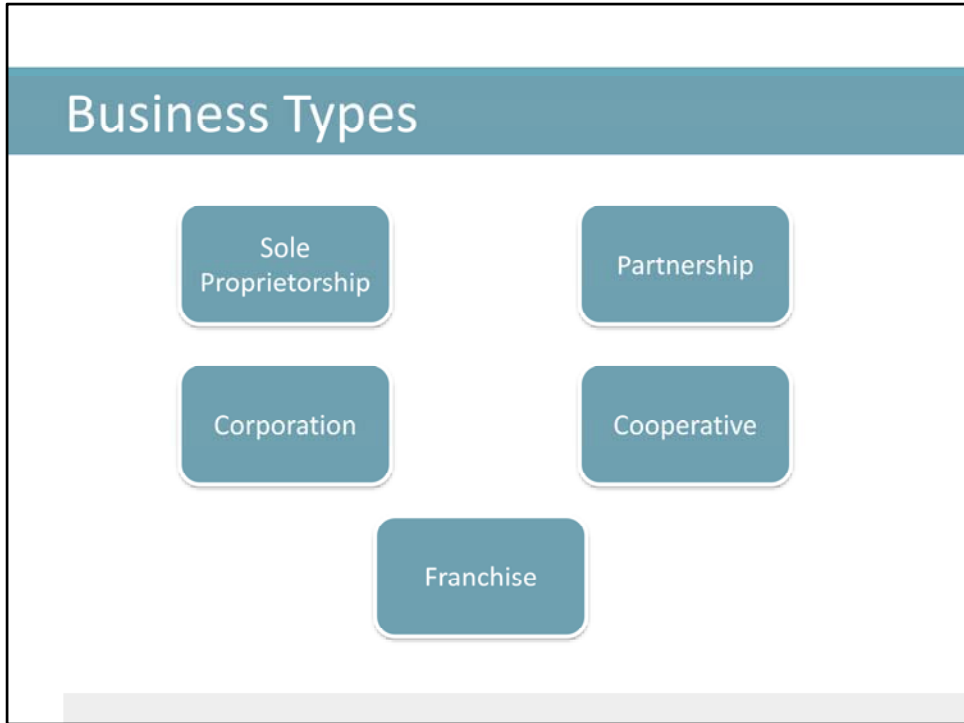 Business Types
Sole
Proprietorship
Partnership
Corporation
Cooperative
Franchise